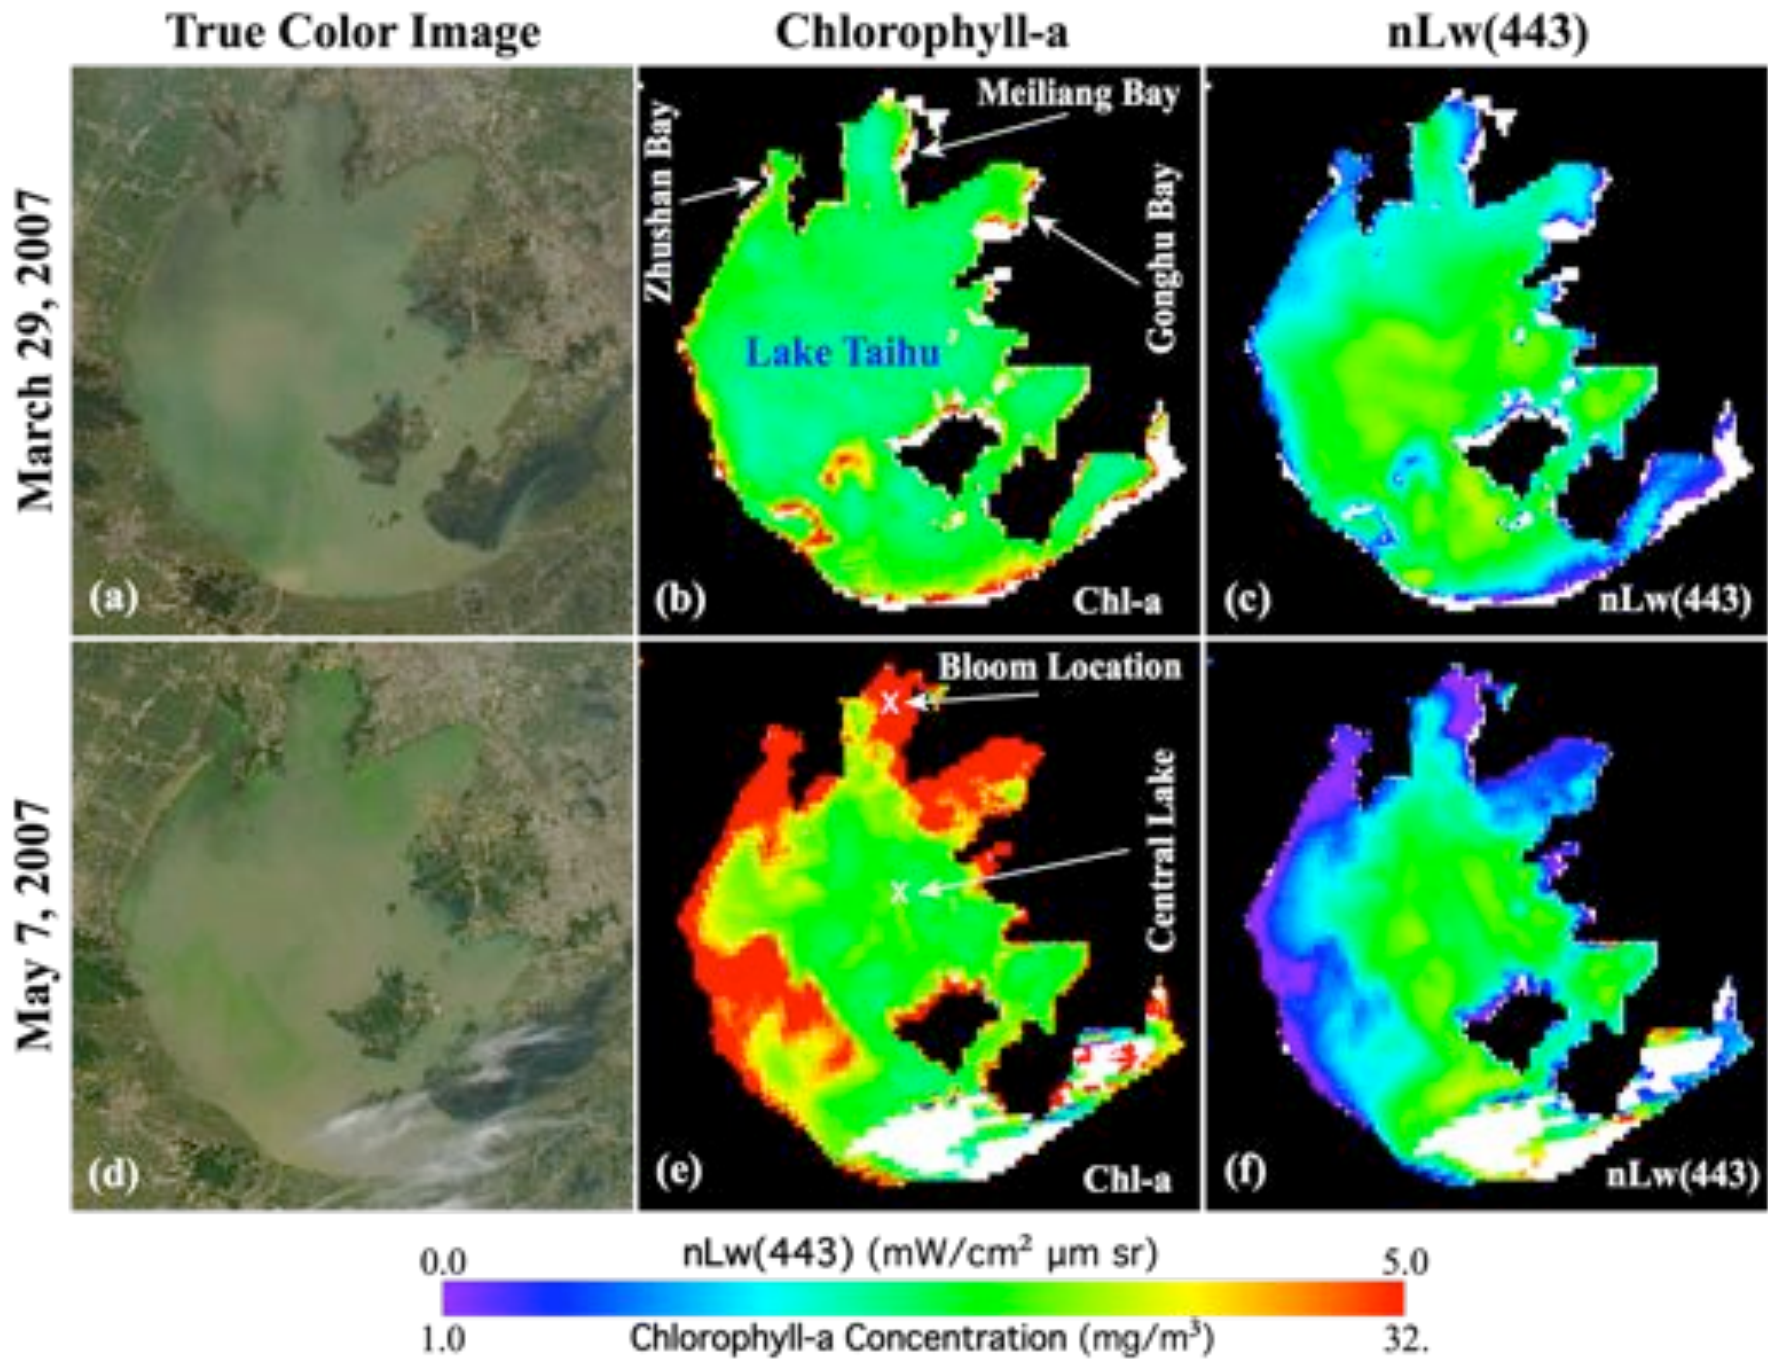 True Color Image
Chlorophyll-a
nLw(443)
March 29, 2007
(a)
Zhushan Bay
Meiliang Bay
Gonghu Bay
Lake Taihu
(b)
Chl-a
(c)
nLw(443)
May 7, 2007
(d)
Bloom Location
x
Central Lake
x
(e)
Chl-a
(f)
nLw(443)
0.0
nLw(443) (mW/cm² µm sr)
5.0
1.0
Chlorophyll-a Concentration (mg/m³)
32.